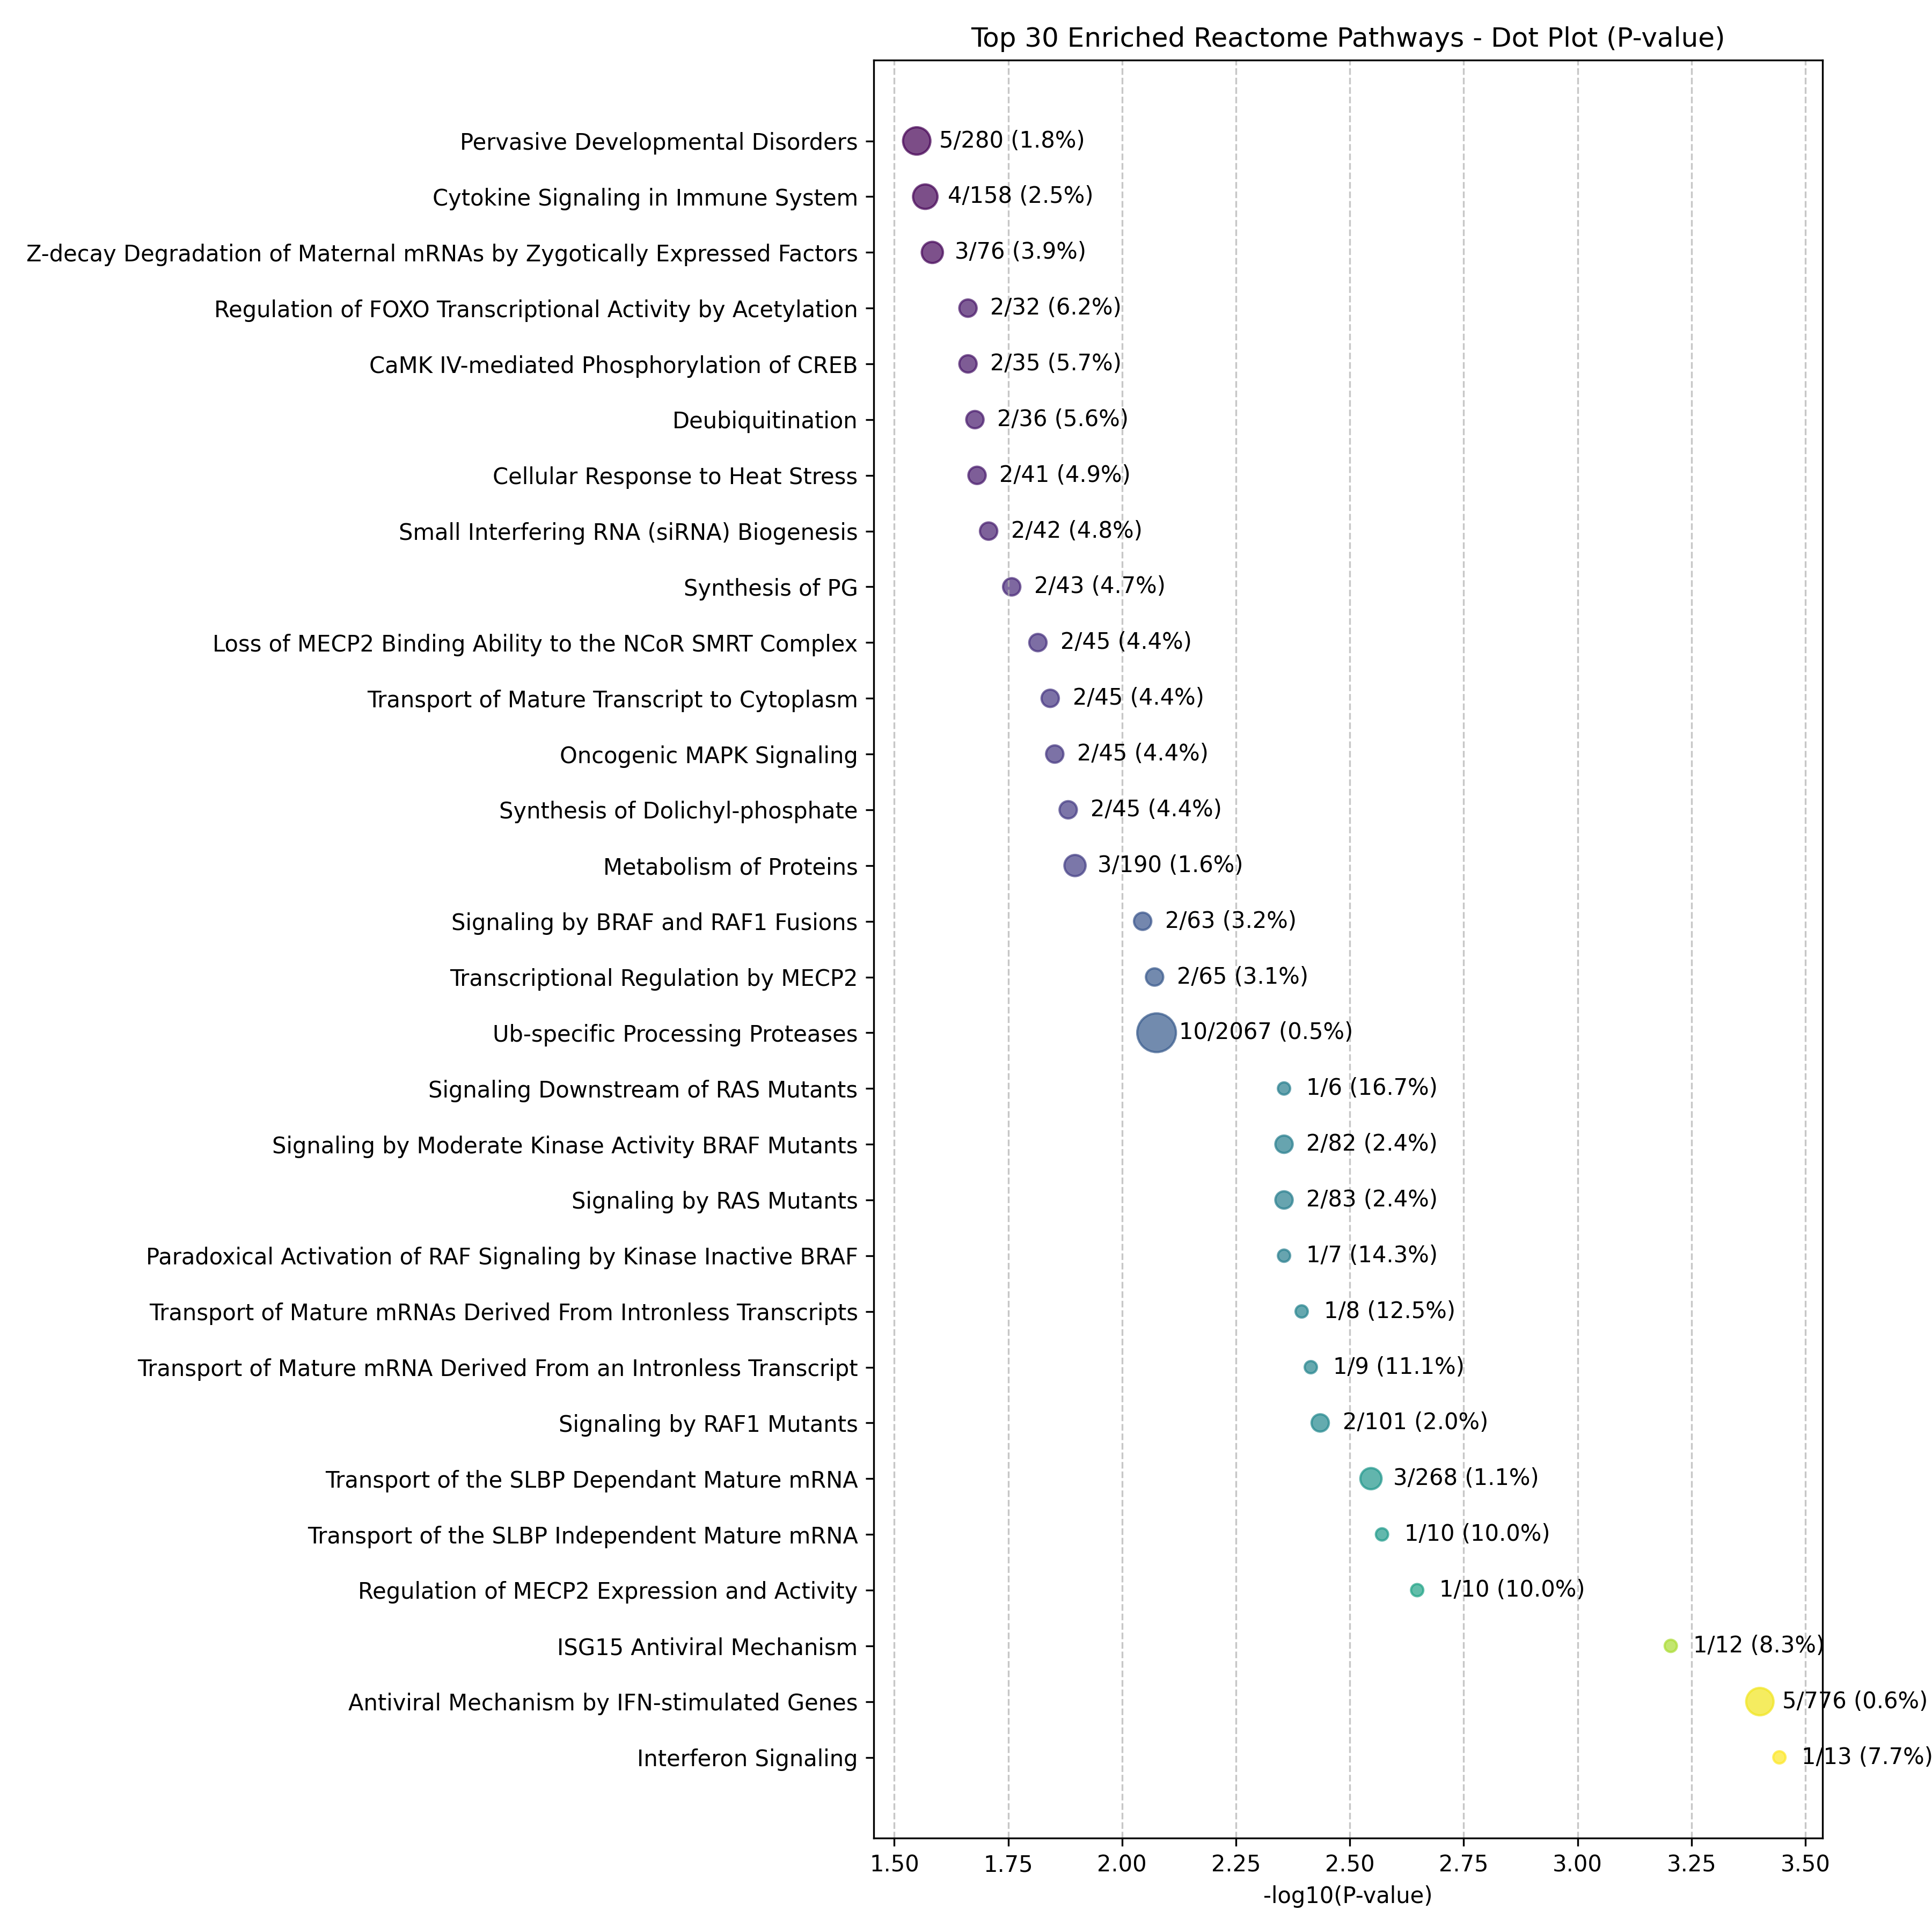 Top 30 Enriched Reactome Pathways - Dot Plot (P-value)
Pervasive Developmental Disorders 5/280 (1.8%)
Cytokine Signaling in Immune System 4/158 (2.5%)
Z-decay Degradation of Maternal mRNAs by Zygotically Expressed Factors 3/76 (3.9%)
Regulation of FOXO Transcriptional Activity by Acetylation 2/32 (6.2%)
CaMK IV-mediated Phosphorylation of CREB 2/35 (5.7%)
Deubiquitination 2/36 (5.6%)
Cellular Response to Heat Stress 2/41 (4.9%)
Small Interfering RNA (siRNA) Biogenesis 2/42 (4.8%)
Synthesis of PG 2/43 (4.7%)
Loss of MECP2 Binding Ability to the NCoR SMRT Complex 2/45 (4.4%)
Transport of Mature Transcript to Cytoplasm 2/45 (4.4%)
Oncogenic MAPK Signaling 2/45 (4.4%)
Synthesis of Dolichyl-phosphate 2/45 (4.4%)
Metabolism of Proteins 3/190 (1.6%)
Signaling by BRAF and RAF1 Fusions 2/63 (3.2%)
Transcriptional Regulation by MECP2 2/65 (3.1%)
Ub-specific Processing Proteases 10/2067 (0.5%)
Signaling Downstream of RAS Mutants 1/6 (16.7%)
Signaling by Moderate Kinase Activity BRAF Mutants 2/82 (2.4%)
Signaling by RAS Mutants 2/83 (2.4%)
Paradoxical Activation of RAF Signaling by Kinase Inactive BRAF 1/7 (14.3%)
Transport of Mature mRNAs Derived From Intronless Transcripts 1/8 (12.5%)
Transport of Mature mRNA Derived From an Intronless Transcript 1/9 (11.1%)
Signaling by RAF1 Mutants 2/101 (2.0%)
Transport of the SLBP Dependant Mature mRNA 3/268 (1.1%)
Transport of the SLBP Independent Mature mRNA 1/10 (10.0%)
Regulation of MECP2 Expression and Activity 1/10 (10.0%)
ISG15 Antiviral Mechanism 1/12 (8.3%)
Antiviral Mechanism by IFN-stimulated Genes 5/776 (0.6%)
Interferon Signaling 1/13 (7.7%)
1.50 1.75 2.00 2.25 2.50 2.75 3.00 3.25 3.50
-log10(P-value)